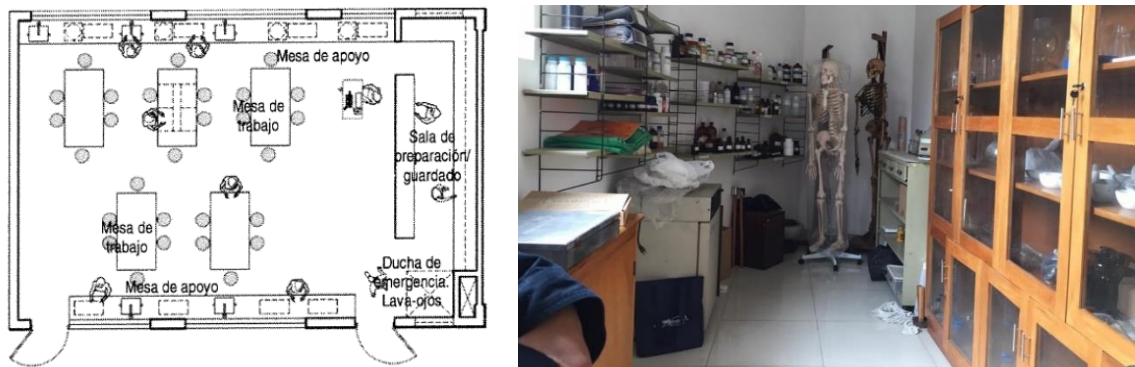 Mesa de apoyo
Mesa de
trabajo
Sala de
preparación/
guardado
Mesa de
trabajo
Ducha de
emergencia.
Lava-ojos
Mesa de apoyo